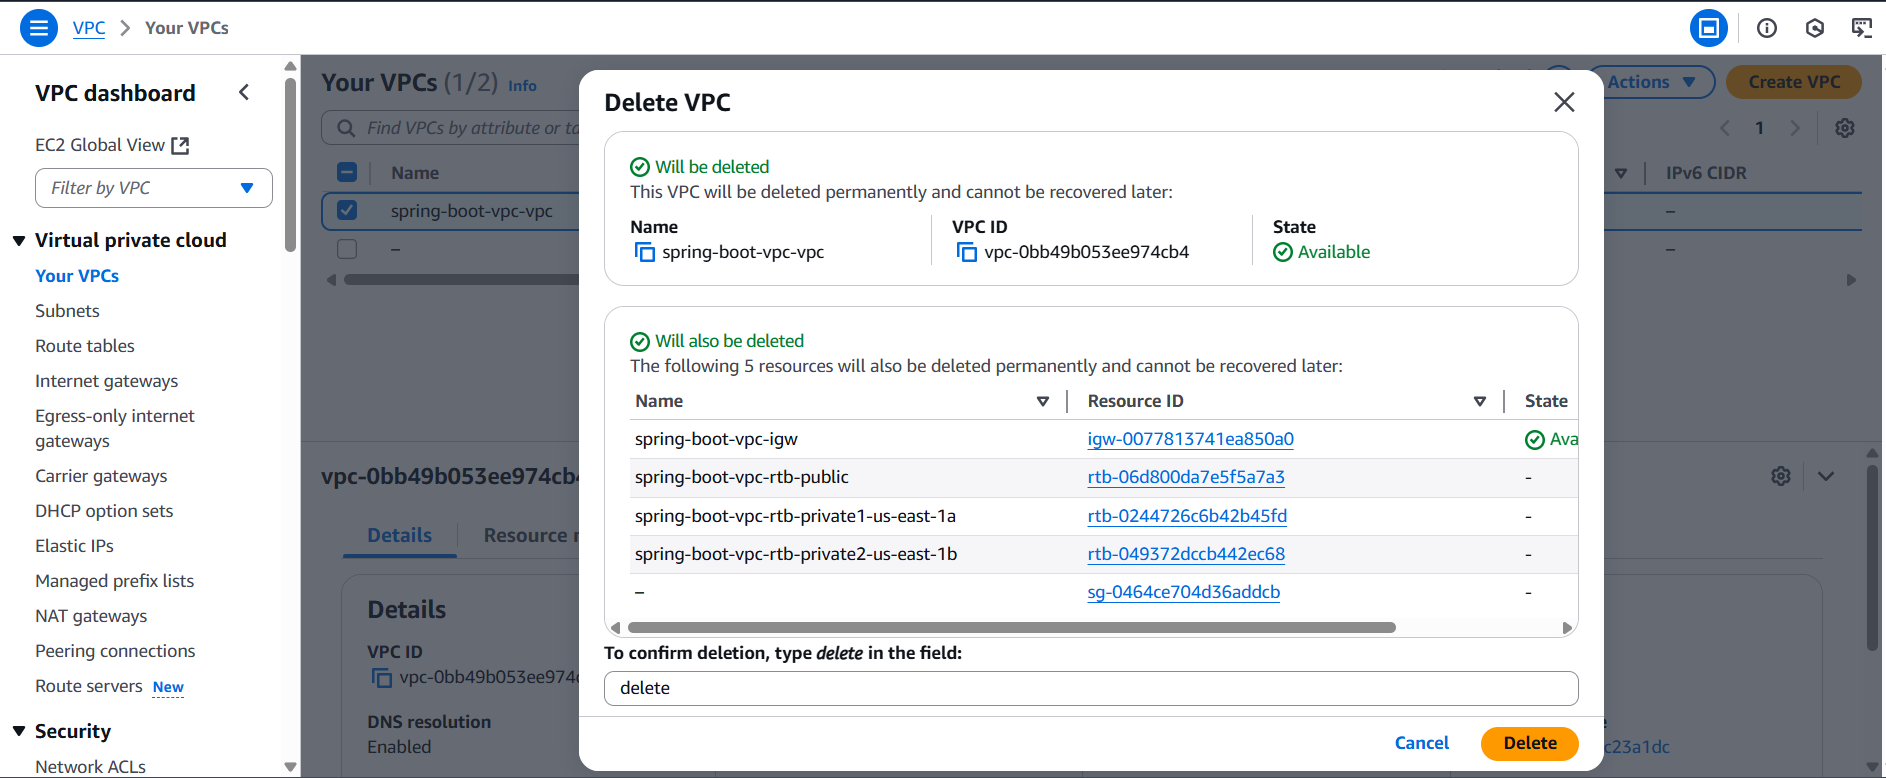 VPC > Your VPCs
VPC dashboard
EC2 Global View
Filter by VPC
Virtual private cloud
Your VPCs
Subnets
Route tables
Internet gateways
Egress-only internet
gateways
Carrier gateways
DHCP option sets
Elastic IPs
Managed prefix lists
NAT gateways
Peering connections
Route servers New
Security
Network ACLs
Your VPCs (1/2) Info
Actions
Create VPC
Find VPCs by attribute or
1
Name
IPv6 CIDR
spring-boot-vpc-vpc
–
–
–
vpc-0bb49b053ee974cb
Details
Resource
Details
VPC ID
vpc-0bb49b053ee974
DNS resolution
Enabled
c23a1dc
Delete VPC
Will be deleted
This VPC will be deleted permanently and cannot be recovered later:
Name VPC ID State
spring-boot-vpc-vpc vpc-0bb49b053ee974cb4 Available
Will also be deleted
The following 5 resources will also be deleted permanently and cannot be recovered later:
Name Resource ID State
spring-boot-vpc-igw igw-0077813741ea850a0 Ava
spring-boot-vpc-rtb-public rtb-06d800da7e5f5a7a3 -
spring-boot-vpc-rtb-private1-us-east-1a rtb-0244726c6b42b45fd -
spring-boot-vpc-rtb-private2-us-east-1b rtb-049372dccb442ec68 -
– sg-0464ce704d36addcb -
To confirm deletion, type delete in the field:
delete
Cancel Delete